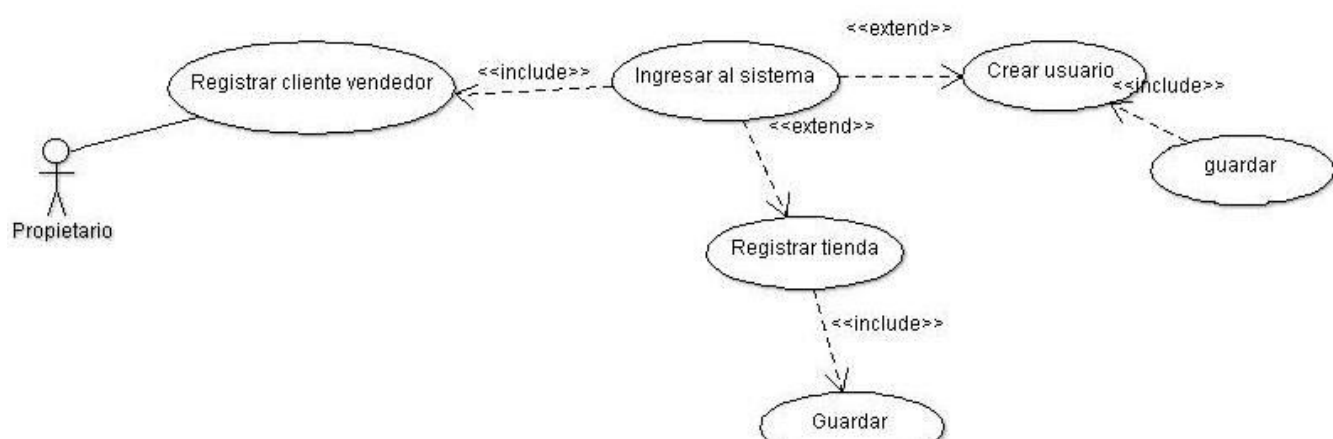 <<extend>>
Registrar cliente vendedor
<<include>>
Ingresar al sistema
Crear usuario
<<include>>
<<extend>>
guardar
Propietario
Registrar tienda
<<include>>
Guardar